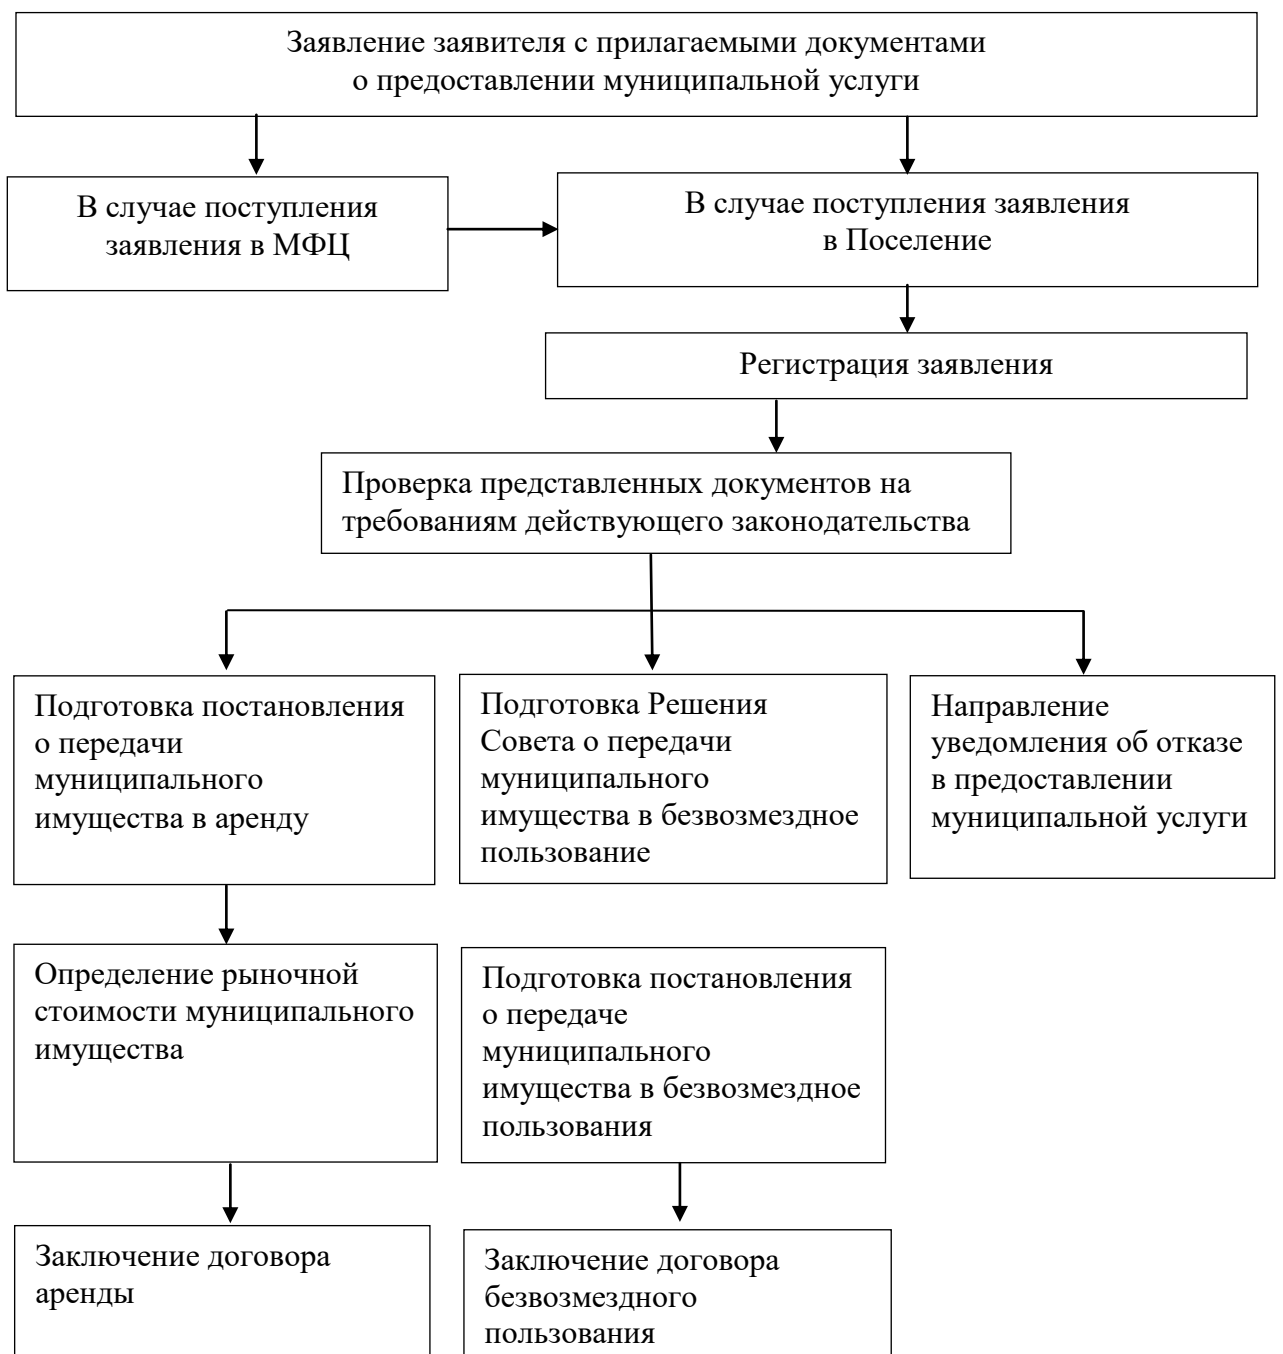 Заявление заявителя с прилагаемыми документами
о предоставлении муниципальной услуги
В случае поступления
заявления в МФЦ
В случае поступления заявления
в Поселение
Регистрация заявления
Проверка представленных документов на
требованиям действующего законодательства
Подготовка постановления
о передачи
муниципального
имущества в аренду
Подготовка Решения
Совета о передачи
муниципального
имущества в безвозмездное
пользование
Направление
уведомления об отказе
в предоставлении
муниципальной услуги
Определение рыночной
стоимости муниципального
имущества
Подготовка постановления
о передаче
муниципального
имущества в безвозмездное
пользования
Заключение договора
аренды
Заключение договора
безвозмездного
пользования